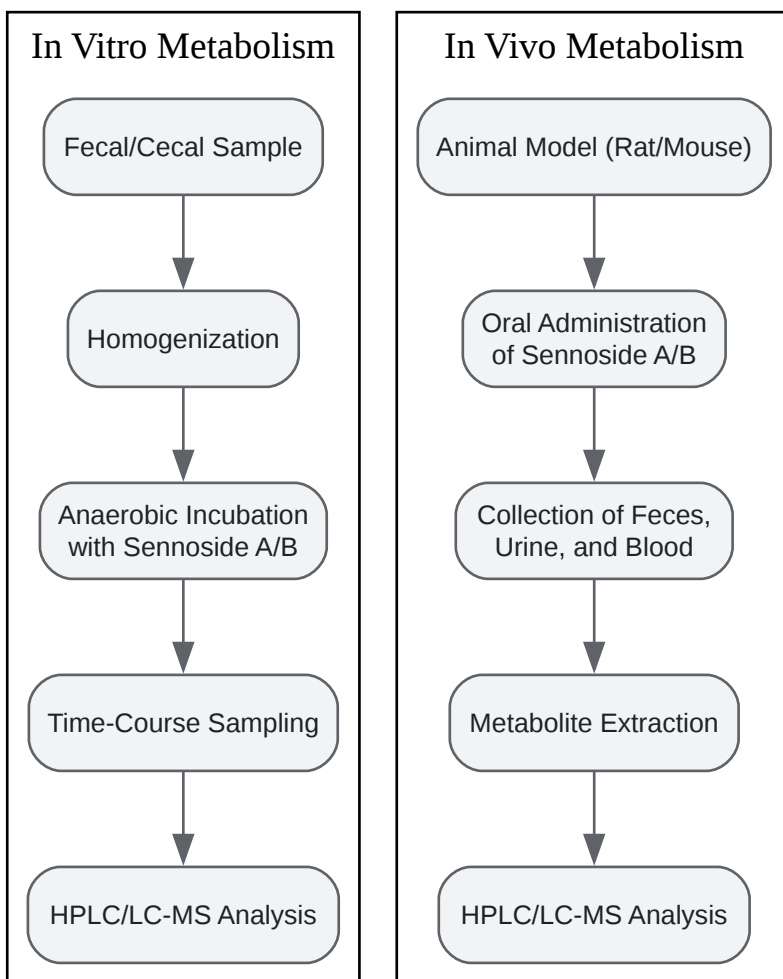 In Vitro Metabolism
Fecal/Cecal Sample
Homogenization
Anaerobic Incubation
with Sennoside A/B
Time-Course Sampling
HPLC/LC-MS Analysis
In Vivo Metabolism
Animal Model (Rat/Mouse)
Oral Administration
of Sennoside A/B
Collection of Feces,
Urine, and Blood
Metabolite Extraction
HPLC/LC-MS Analysis